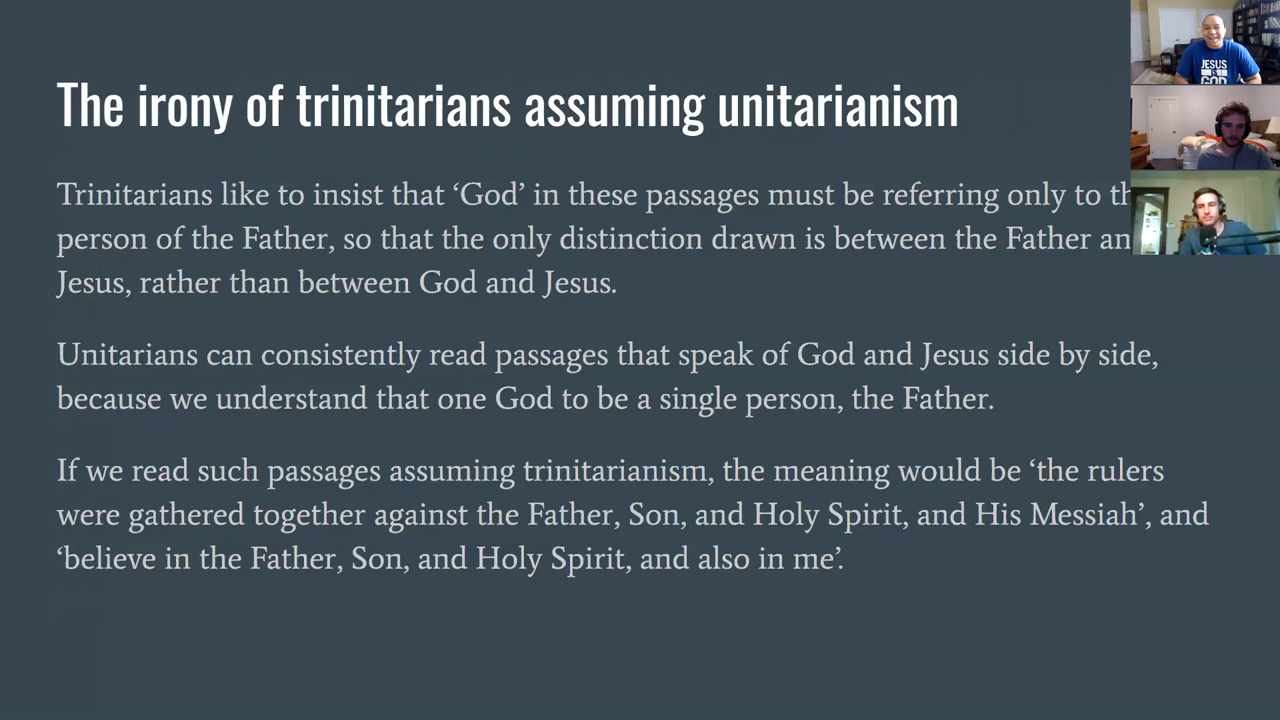 The irony of trinitarians assuming unitarianism
Trinitarians like to insist that ‘God’ in these passages must be referring only to
person of the Father, so that the only distinction drawn is between the Father
Jesus, rather than between God and Jesus.
Unitarians can consistently read passages that speak of God and Jesus side by side,
because we understand that one God to be a single person, the Father.
If we read such passages assuming trinitarianism, the meaning would be ‘the rulers
were gathered together against the Father, Son, and Holy Spirit, and His Messiah’, and
‘believe in the Father, Son, and Holy Spirit, and also in me’.
JESUS
IS
GOD